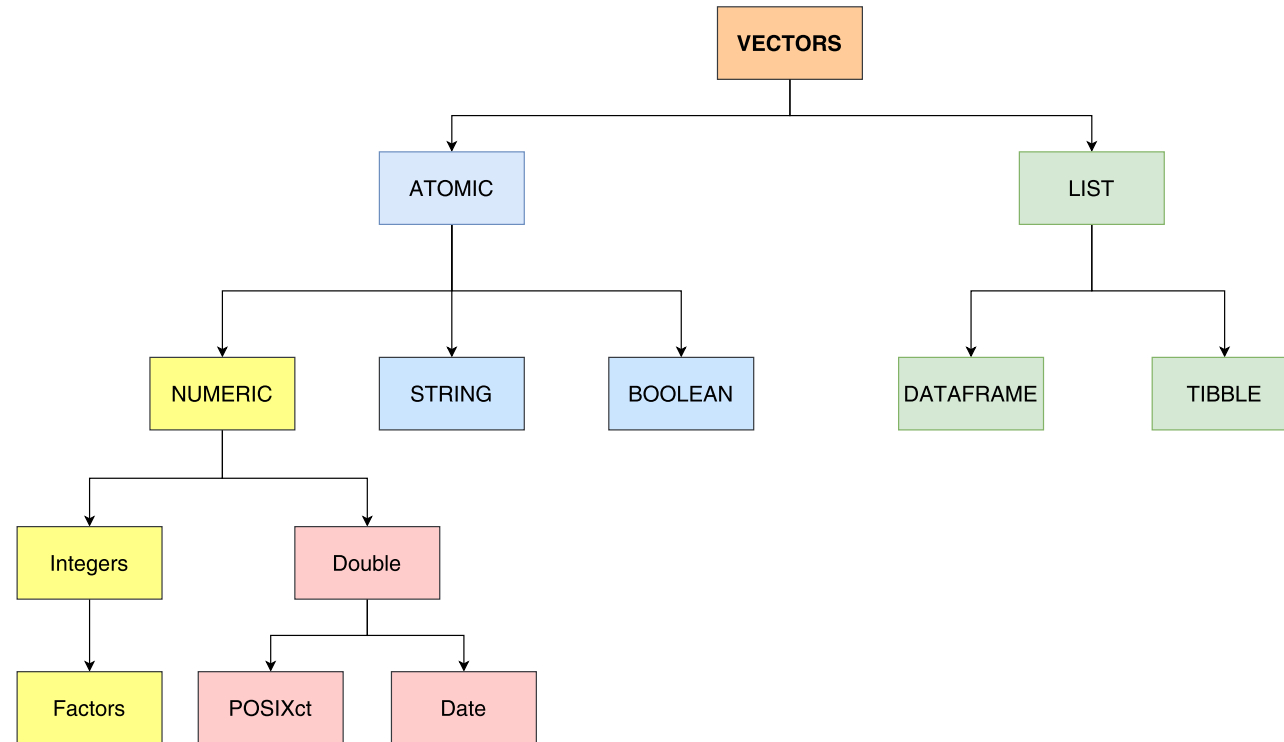 VECTORS
ATOMIC
LIST
NUMERIC
STRING
BOOLEAN
DATAFRAME
TIBBLE
Integers
Double
Factors
POSIXct
Date